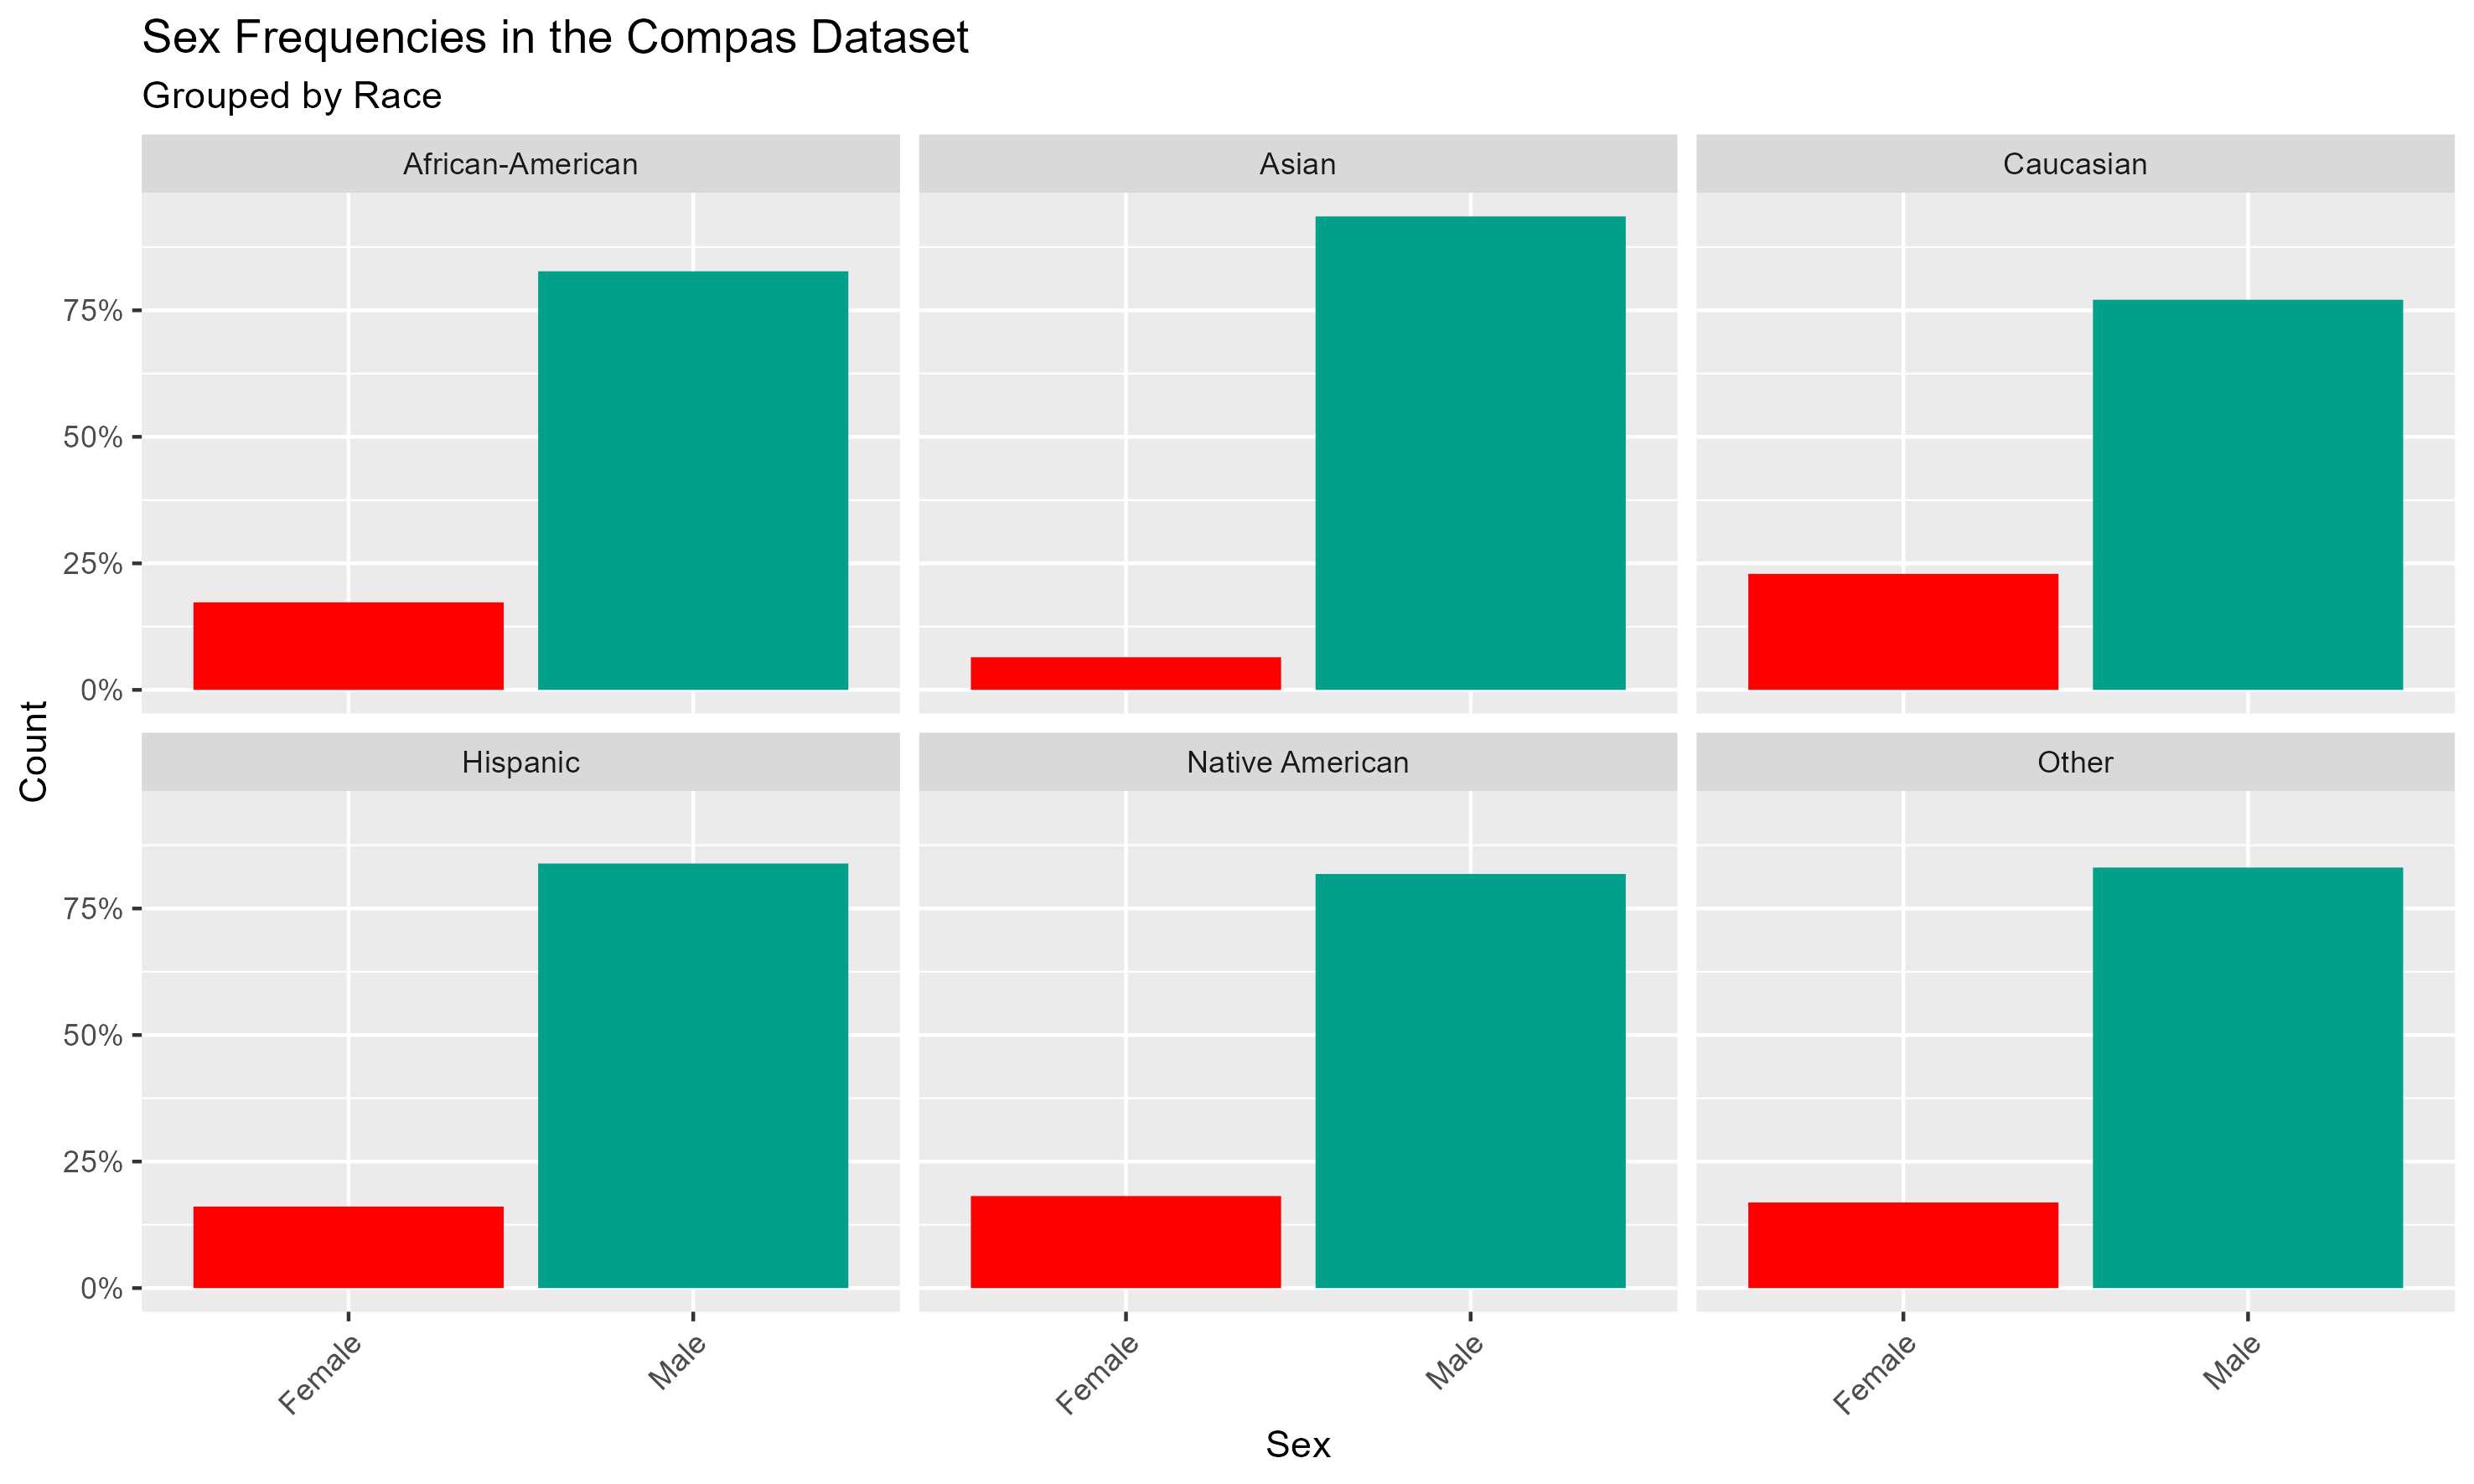 Sex Frequencies in the Compas Dataset
Grouped by Race
African-American
Asian
Caucasian
75%
50%
25%
0%
Count
Hispanic
Native American
Other
75%
50%
25%
0%
Female
Male
Female
Male
Female
Male
Sex